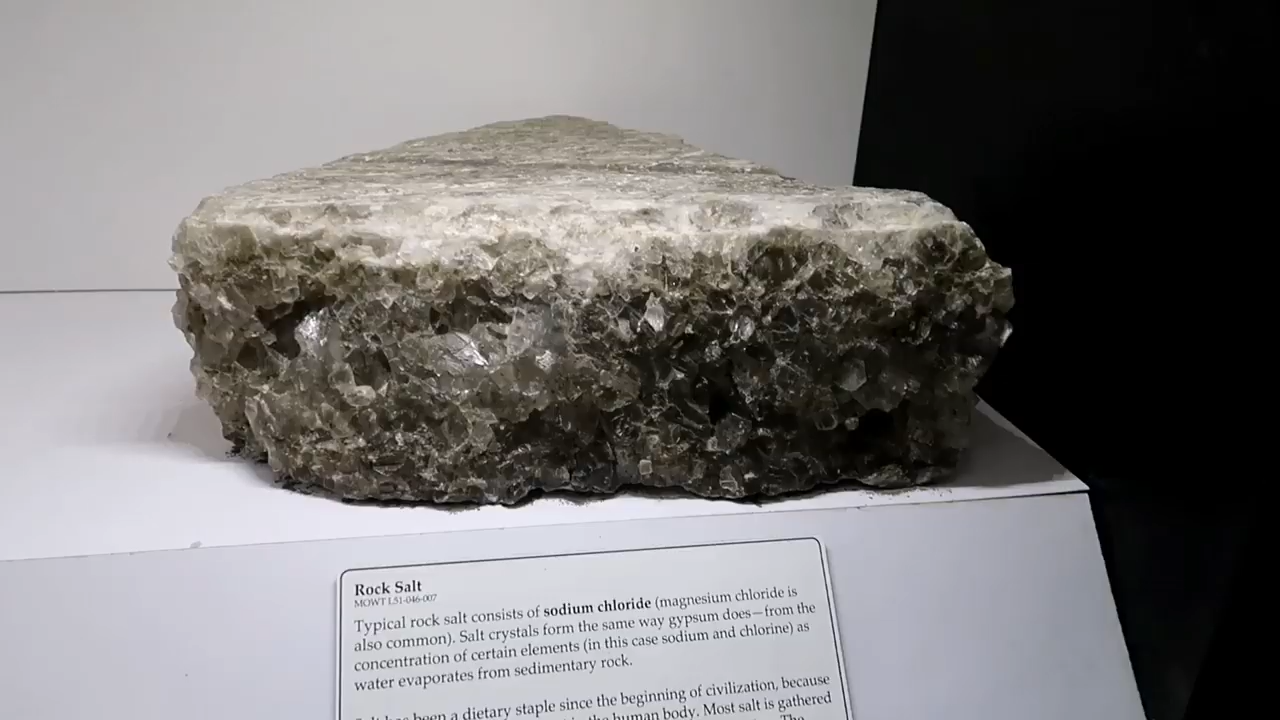 Rock Salt
MOWT L51-046-007
Typical rock salt consists of sodium chloride (magnesium chloride is
also common). Salt crystals form the same way gypsum does—from the
concentration of certain elements (in this case sodium and chlorine) as
water evaporates from sedimentary rock.
been a dietary staple since the beginning of civilization, because
the human body. Most salt is gathered
The